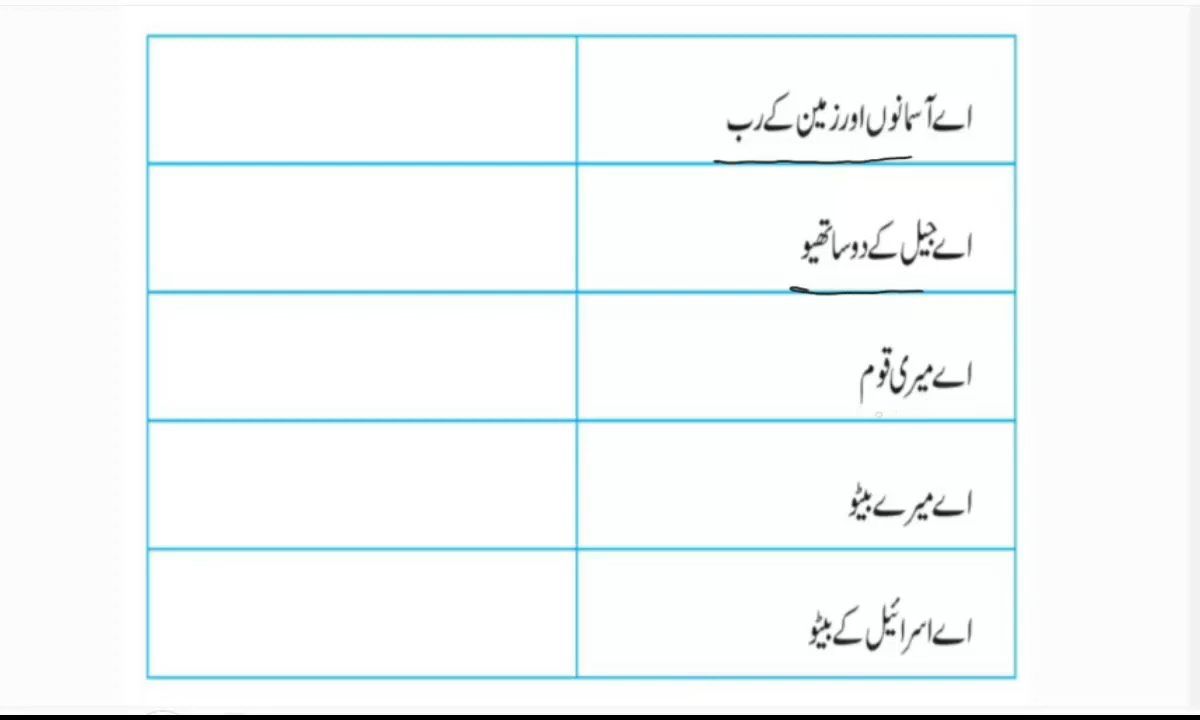 اے آسمانوں اور زمین کے رب
اے جیل کے دو ساتھیو
اے میری قوم
اے میرے بیٹو
اے اسرائیل کے بیٹو